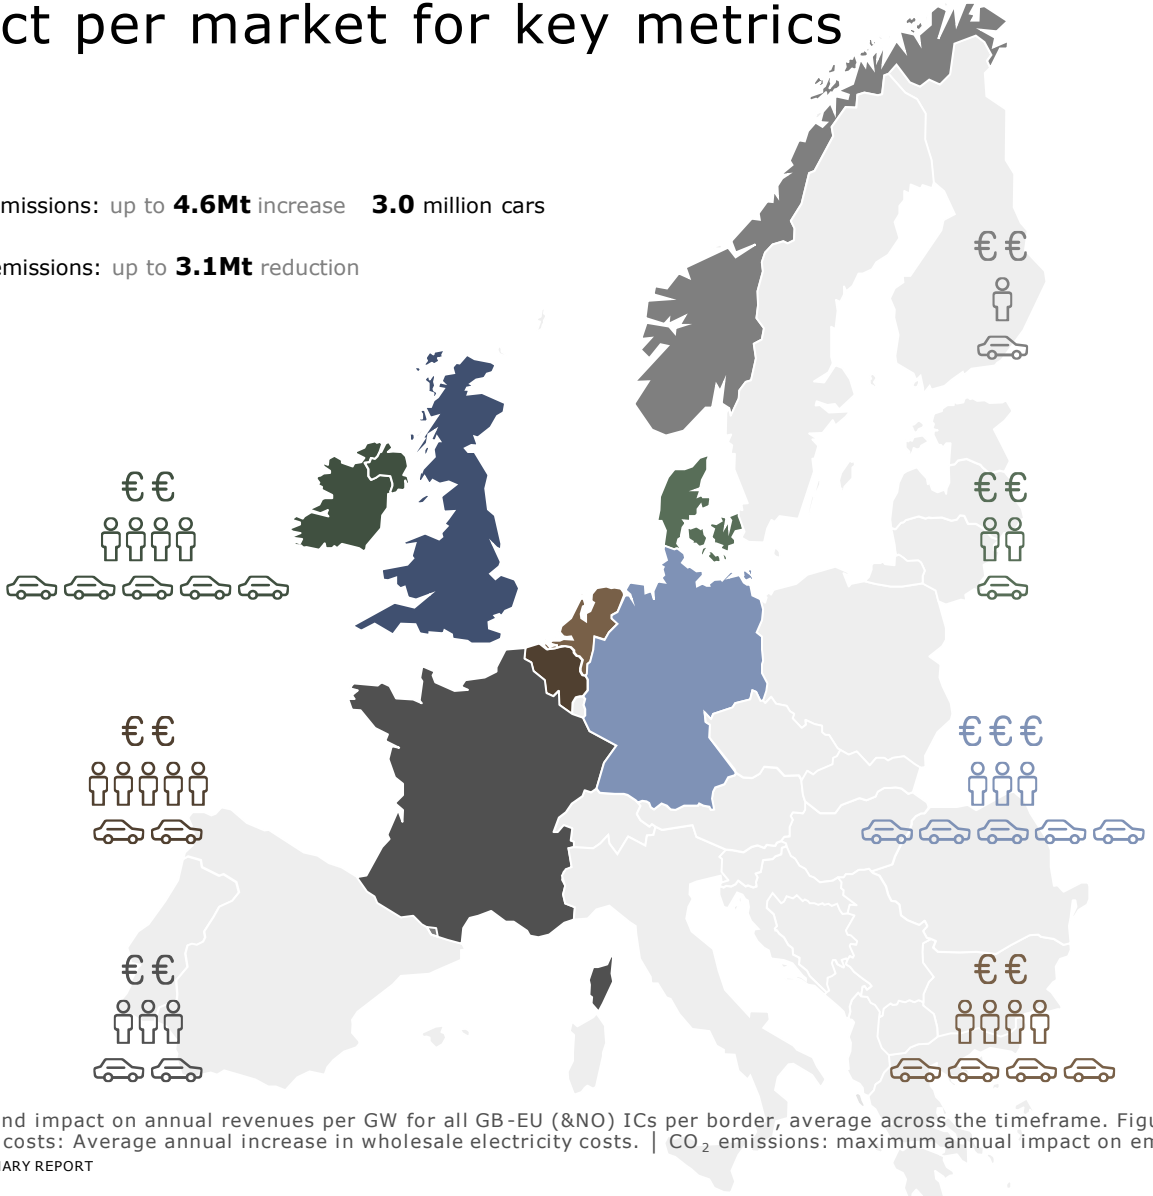 ct per market for key metrics
missions: up to 4.6Mt increase 3.0 million cars
emissions: up to 3.1Mt reduction
€ €
€ €
€ €
€ €
€ € €
€ €
€ €
nd impact on annual revenues per GW for all GB-EU (&NO) ICs per border, average across the timeframe. Figu
costs: Average annual increase in wholesale electricity costs. | CO2 emissions: maximum annual impact on em
ARY REPORT